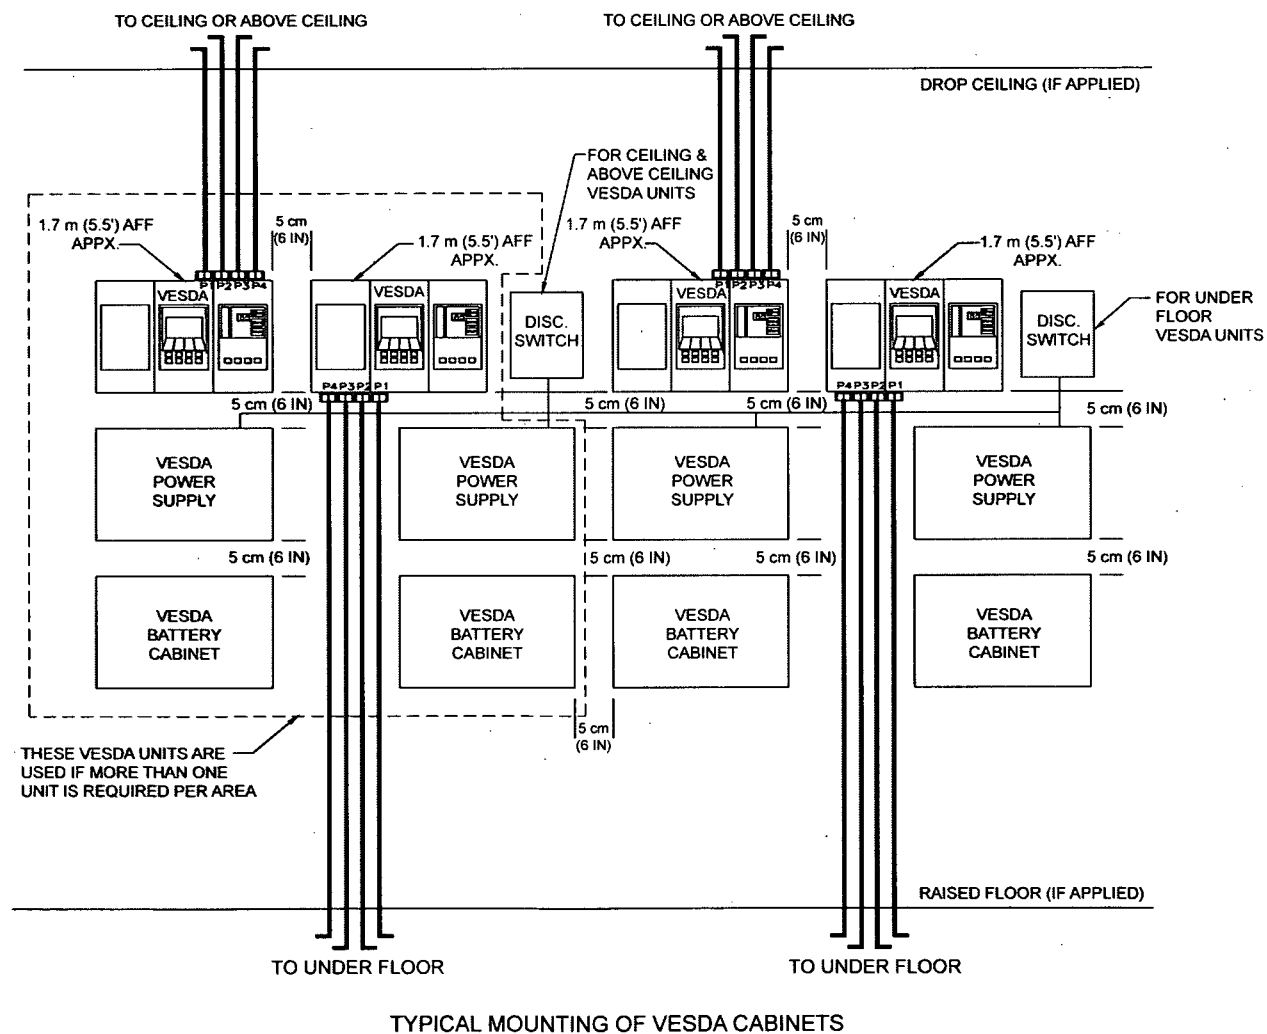 TO CEILING OR ABOVE CEILING
TO CEILING OR ABOVE CEILING
DROP CEILING (IF APPLIED)
FOR CEILING &
ABOVE CEILING
VESDA UNITS
1.7 m (5.5') AFF
APPX.
5 cm
(6 IN)
1.7 m (5.5') AFF
APPX.
1.7 m (5.5') AFF
APPX.
5 cm
(6 IN)
1.7 m (5.5') AFF
APPX.
P1 P2 P3 P4
VESDA
VESDA
DISC.
SWITCH
P1 P2 P3 P4
VESDA
VESDA
DISC.
SWITCH
FOR UNDER
FLOOR
VESDA UNITS
P4 P3 P2 P1
P4 P3 P2 P1
5 cm (6 IN)
5 cm (6 IN)
5 cm (6 IN)
5 cm (6 IN)
VESDA
POWER
SUPPLY
VESDA
POWER
SUPPLY
VESDA
POWER
SUPPLY
VESDA
POWER
SUPPLY
5 cm (6 IN)
5 cm (6 IN)
5 cm (6 IN)
5 cm (6 IN)
VESDA
BATTERY
CABINET
VESDA
BATTERY
CABINET
VESDA
BATTERY
CABINET
VESDA
BATTERY
CABINET
5 cm
(6 IN)
THESE VESDA UNITS ARE
USED IF MORE THAN ONE
UNIT IS REQUIRED PER AREA
RAISED FLOOR (IF APPLIED)
TO UNDER FLOOR
TO UNDER FLOOR
TYPICAL MOUNTING OF VESDA CABINETS